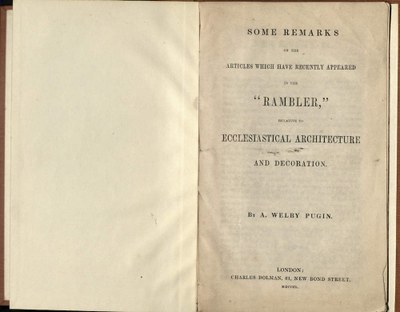 SOME REMARKS
ON THE
ARTICLES WHICH HAVE RECENTLY APPEARED
IN THE
"RAMBLER,"
RELATIVE TO
ECCLESIASTICAL ARCHITECTURE
AND DECORATION.
BY A. WELBY PUGIN.
LONDON:
CHARLES DOLMAN, 61, NEW BOND STREET,